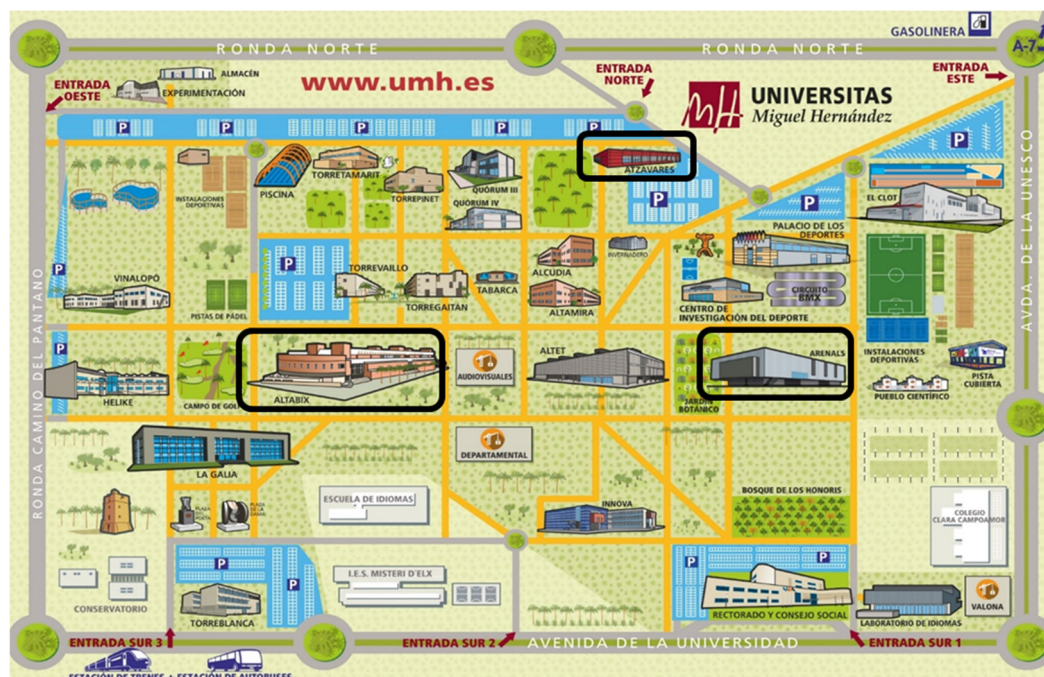 GASOLINERA
RONDA NORTE
RONDA NORTE
A-7
ALMACÉN
EXPERIMENTACIÓN
ENTRADA
OESTE
www.umh.es
ENTRADA
NORTE
ENTRADA
ESTE
UNIVERSITAS
Miguel Hernández
P
P
P
P
P
P
ATZAVARES
P
INSTALACIONES
DEPORTIVAS
PISCINA
TORRETAMARIT
TORREPINET
QUÓRUM III
QUÓRUM IV
P
PALACIO DE LOS
DEPORTES
EL CLOT
AVDA. DE LA UNESCO
RONDA CAMINO DEL PANTANO
P
VINALOPÓ
PISTAS DE PÁDEL
P
TORREVAILLO
TORREGAITAN
TABARCA
ALCUDIA
INVERNADERO
ALTAMIRA
CENTRO DE
INVESTIGACIÓN DEL DEPORTE
CIRCUITO
BMX
P
HELIKE
CAMPO DE GOLF
ALTABIX
AUDIOVISUALES
ALTET
JARDÍN
BOTÁNICO
ARENALS
INSTALACIONES
DEPORTIVAS
PISTA
CUBIERTA
PUEBLO CIENTÍFICO
LA GALIA
DEPARTAMENTAL
ESCUELA DE IDIOMAS
INNOVA
BOSQUE DE LOS HONORIS
COLEGIO
CLARA CAMPOAMOR
CONSERVATORIO
P
P
TORREBLANCA
I.E.S. MISTERI D'ELX
P
P
RECTORADO Y CONSEJO SOCIAL
LABORATORIO DE IDIOMAS
VALONA
ENTRADA SUR 3
ENTRADA SUR 2
AVENIDA DE LA UNIVERSIDAD
ENTRADA SUR 1
ESTACIÓN DE TRENES + ESTACIÓN DE AUTOBUSES